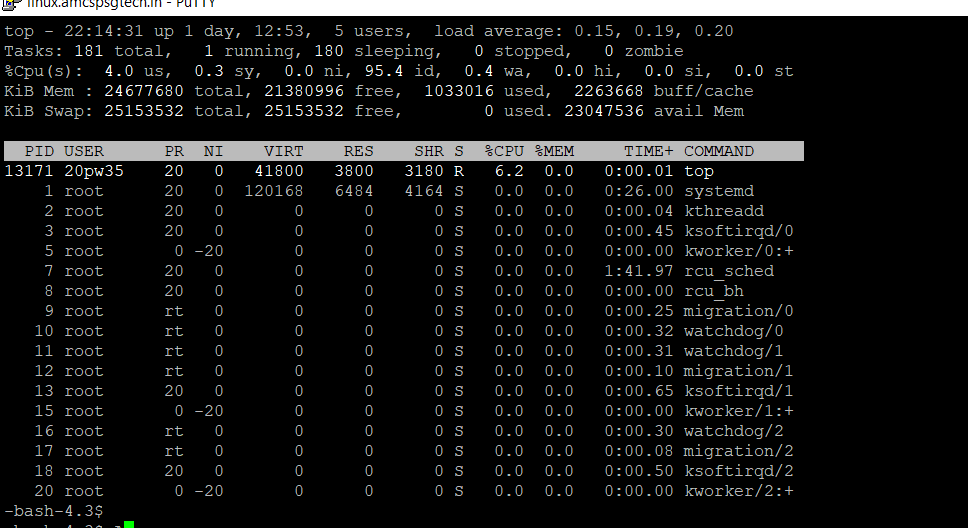 linux.amcspsgtech.in - PuTTY
top - 22:14:31 up 1 day, 12:53,  5 users,  load average: 0.15, 0.19, 0.20
Tasks: 181 total,   1 running, 180 sleeping,   0 stopped,   0 zombie
%Cpu(s):  4.0 us,  0.3 sy,  0.0 ni, 95.4 id,  0.4 wa,  0.0 hi,  0.0 si,  0.0 st
KiB Mem : 24677680 total, 21380996 free,  1033016 used,  2263668 buff/cache
KiB Swap: 25153532 total, 25153532 free,        0 used. 23047536 avail Mem
PID USER      PR  NI    VIRT    RES    SHR S  %CPU %MEM     TIME+ COMMAND
13171 20pw35    20   0   41800   3800   3180 R   6.2  0.0   0:00.01 top
1 root      20   0  120168   6484   4164 S   0.0  0.0   0:26.00 systemd
2 root      20   0       0      0      0 S   0.0  0.0   0:00.04 kthreadd
3 root      20   0       0      0      0 S   0.0  0.0   0:00.45 ksoftirqd/0
5 root       0 -20       0      0      0 S   0.0  0.0   0:00.00 kworker/0:+
7 root      20   0       0      0      0 S   0.0  0.0   1:41.97 rcu_sched
8 root      20   0       0      0      0 S   0.0  0.0   0:00.00 rcu_bh
9 root      rt   0       0      0      0 S   0.0  0.0   0:00.25 migration/0
10 root      rt   0       0      0      0 S   0.0  0.0   0:00.32 watchdog/0
11 root      rt   0       0      0      0 S   0.0  0.0   0:00.31 watchdog/1
12 root      rt   0       0      0      0 S   0.0  0.0   0:00.10 migration/1
13 root      20   0       0      0      0 S   0.0  0.0   0:00.65 ksoftirqd/1
15 root       0 -20       0      0      0 S   0.0  0.0   0:00.00 kworker/1:+
16 root      rt   0       0      0      0 S   0.0  0.0   0:00.30 watchdog/2
17 root      rt   0       0      0      0 S   0.0  0.0   0:00.08 migration/2
18 root      20   0       0      0      0 S   0.0  0.0   0:00.50 ksoftirqd/2
20 root       0 -20       0      0      0 S   0.0  0.0   0:00.00 kworker/2:+
-bash-4.3$
-bash-4.3$